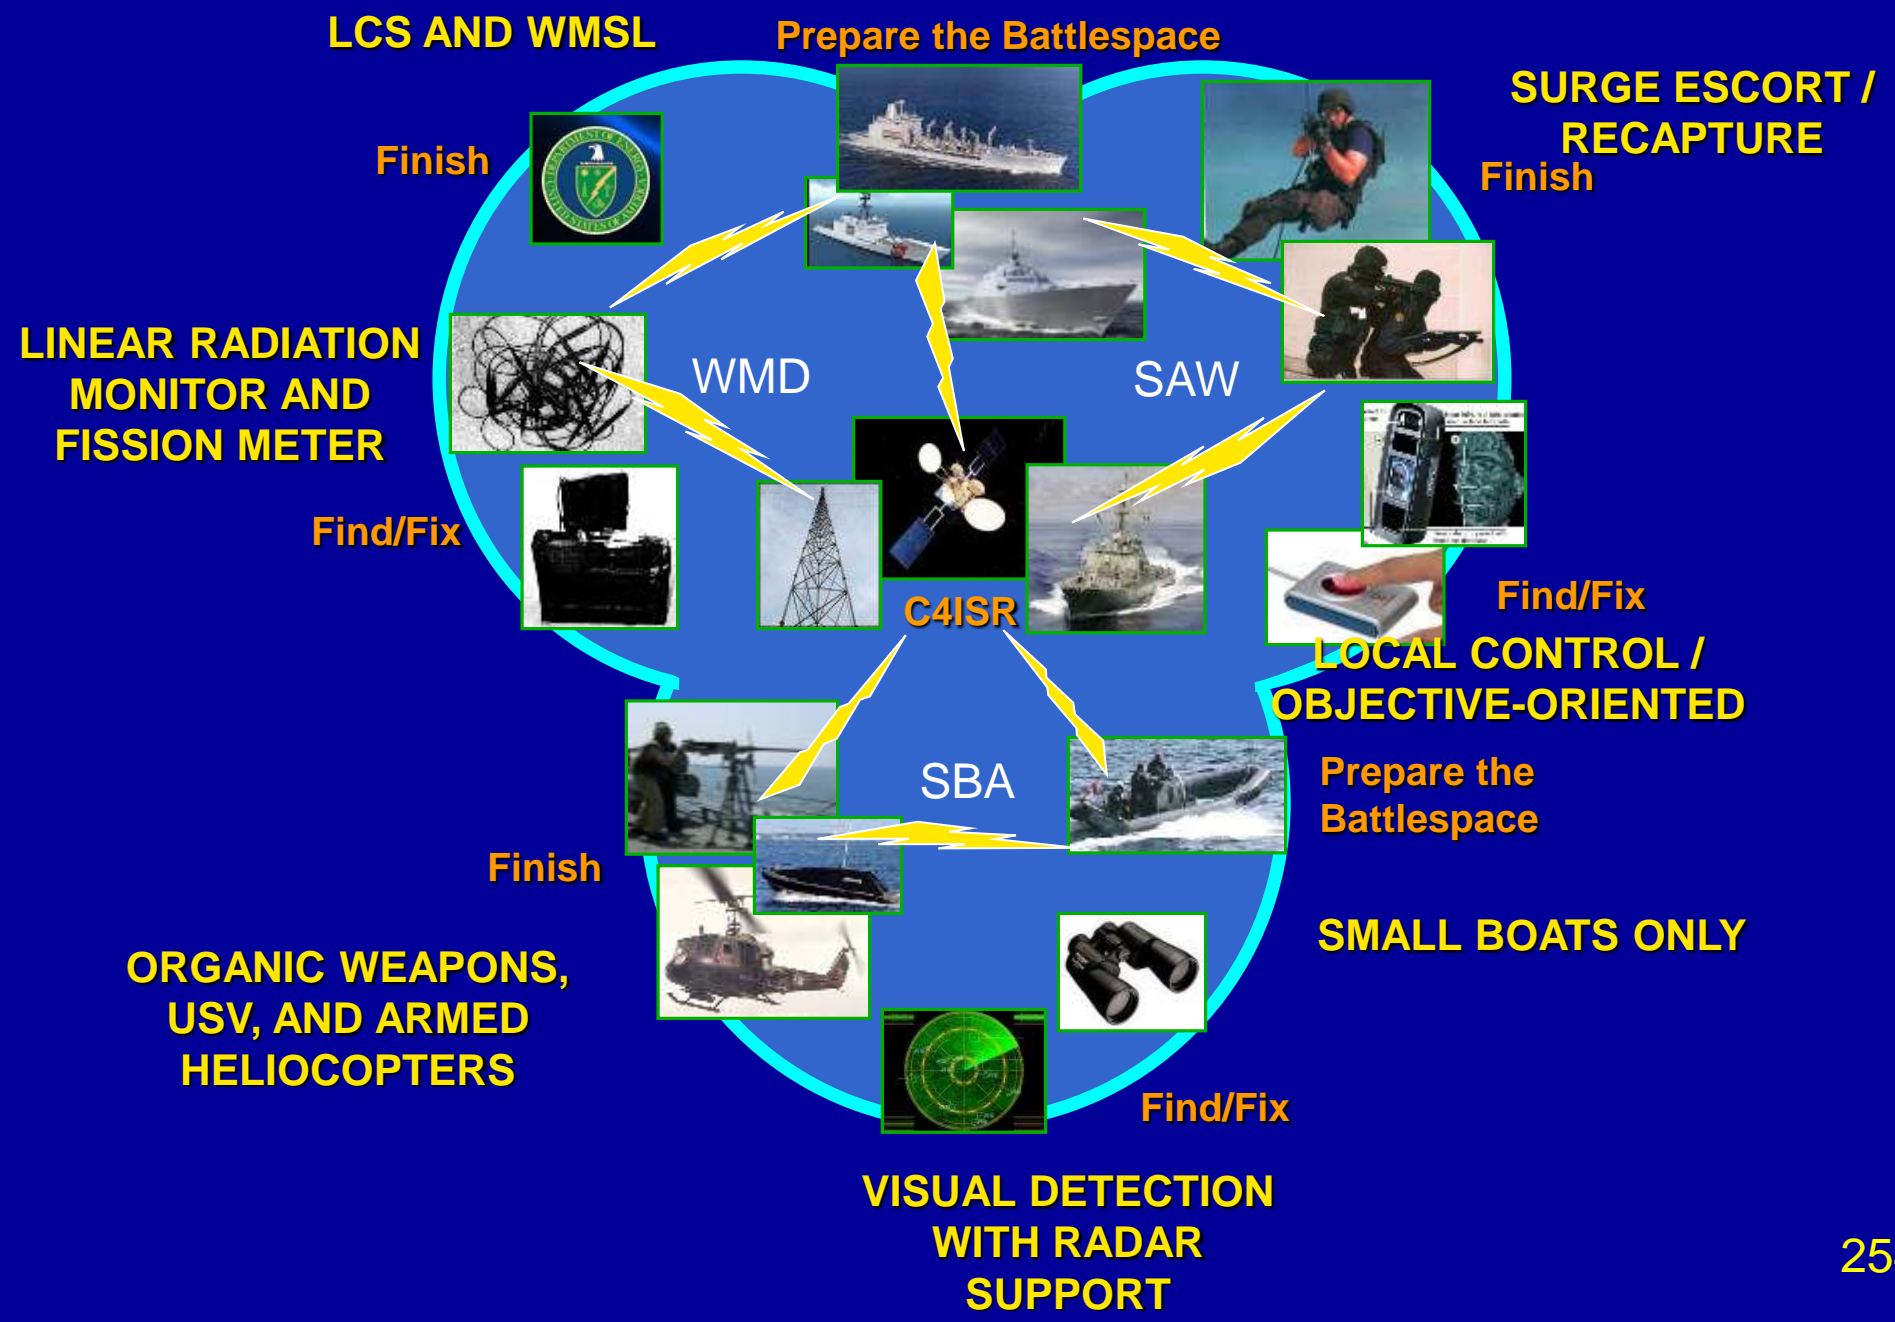 LCS AND WMSL
Prepare the Battlespace
SURGE ESCORT /
RECAPTURE
Finish
Finish
LINEAR RADIATION
MONITOR AND
FISSION METER
WMD
SAW
Find/Fix
C4ISR
Find/Fix
LOCAL CONTROL /
OBJECTIVE-ORIENTED
SBA
Prepare the
Battlespace
Finish
SMALL BOATS ONLY
ORGANIC WEAPONS,
USV, AND ARMED
HELIOCOPTERS
Find/Fix
VISUAL DETECTION
WITH RADAR
SUPPORT